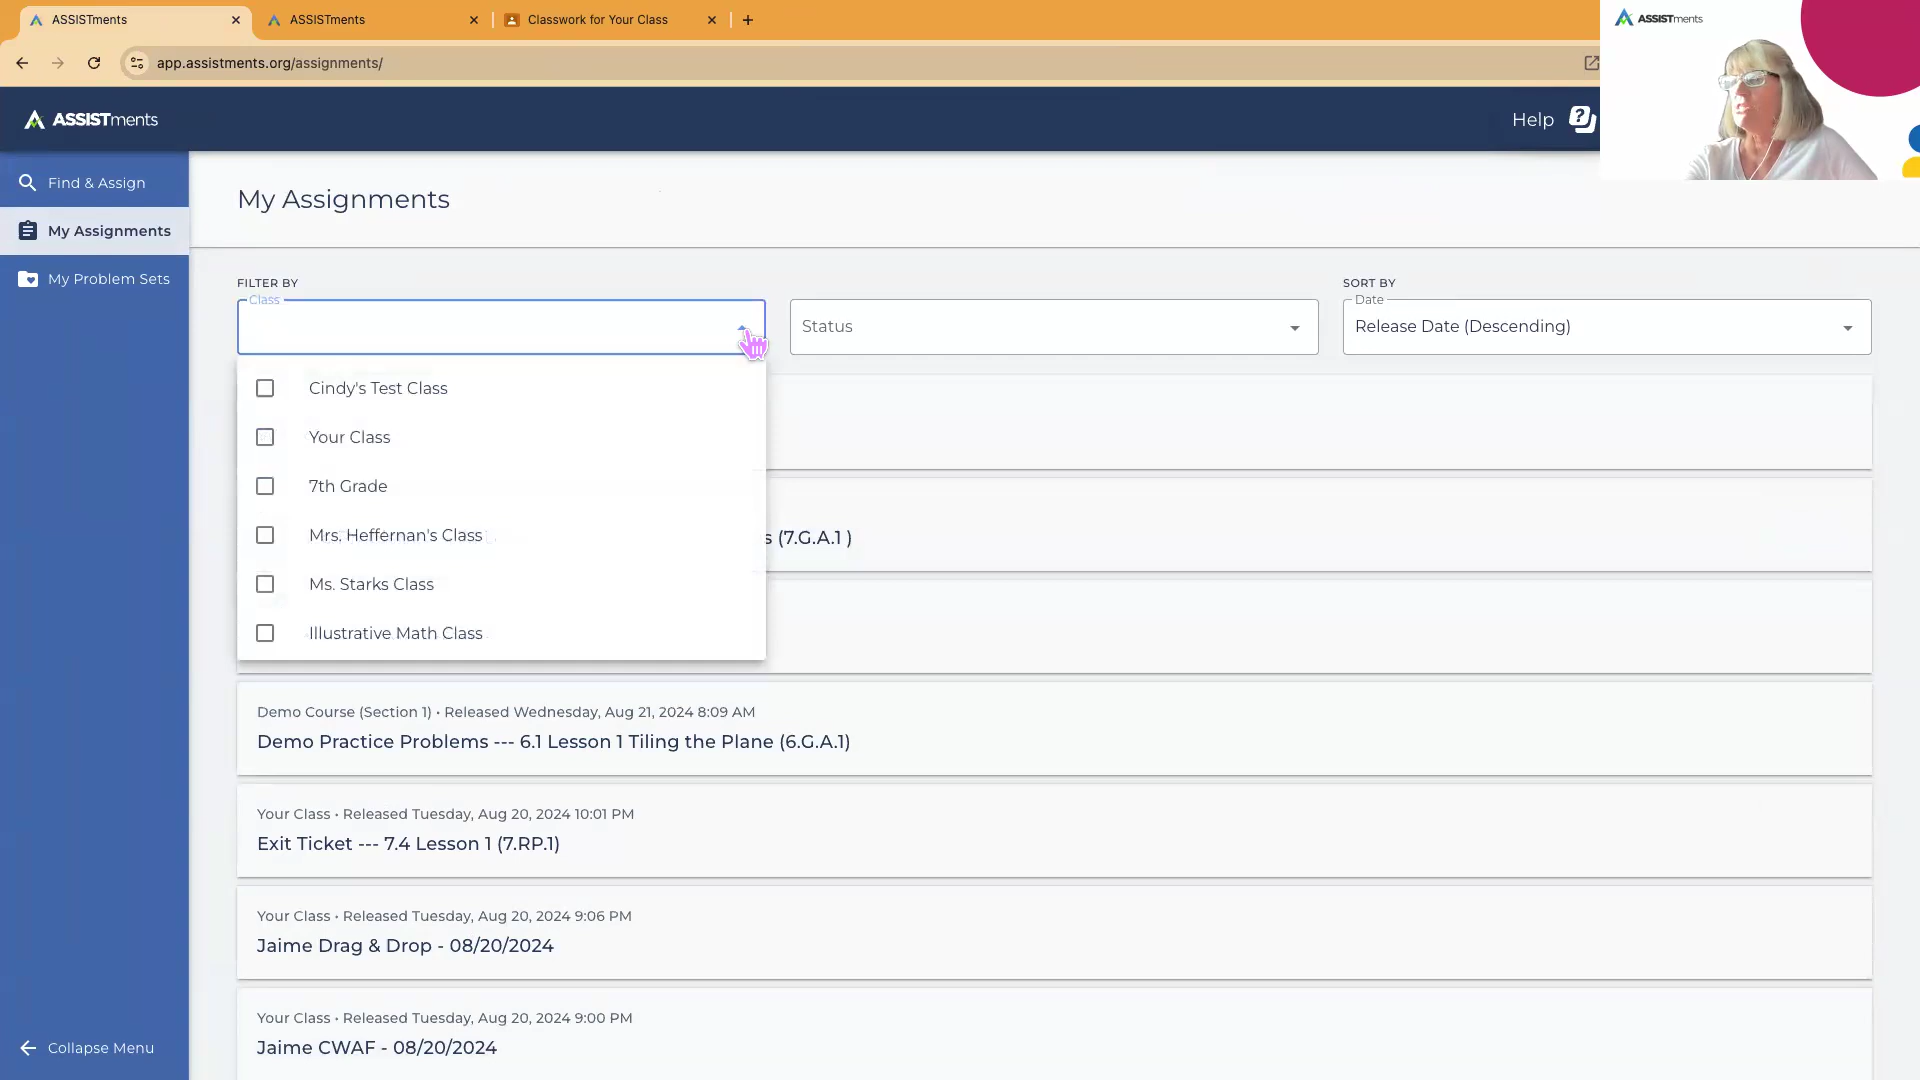 ASSISTments
ASSISTments
Classwork for Your Class
app.assistments.org/assignments/
ASSISTments
Help
ASSISTments
Find & Assign
My Assignments
My Problem Sets
Collapse Menu
My Assignments
FILTER BY
Class
Status
SORT BY
Date
Release Date (Descending)
Cindy's Test Class
Your Class
7th Grade
Mrs. Heffernan's Class
Ms. Starks Class
Illustrative Math Class
s (7.G.A.1 )
Demo Course (Section 1) • Released Wednesday, Aug 21, 2024 8:09 AM
Demo Practice Problems --- 6.1 Lesson 1 Tiling the Plane (6.G.A.1)
Your Class • Released Tuesday, Aug 20, 2024 10:01 PM
Exit Ticket --- 7.4 Lesson 1 (7.RP.1)
Your Class • Released Tuesday, Aug 20, 2024 9:06 PM
Jaime Drag & Drop - 08/20/2024
Your Class • Released Tuesday, Aug 20, 2024 9:00 PM
Jaime CWAF - 08/20/2024